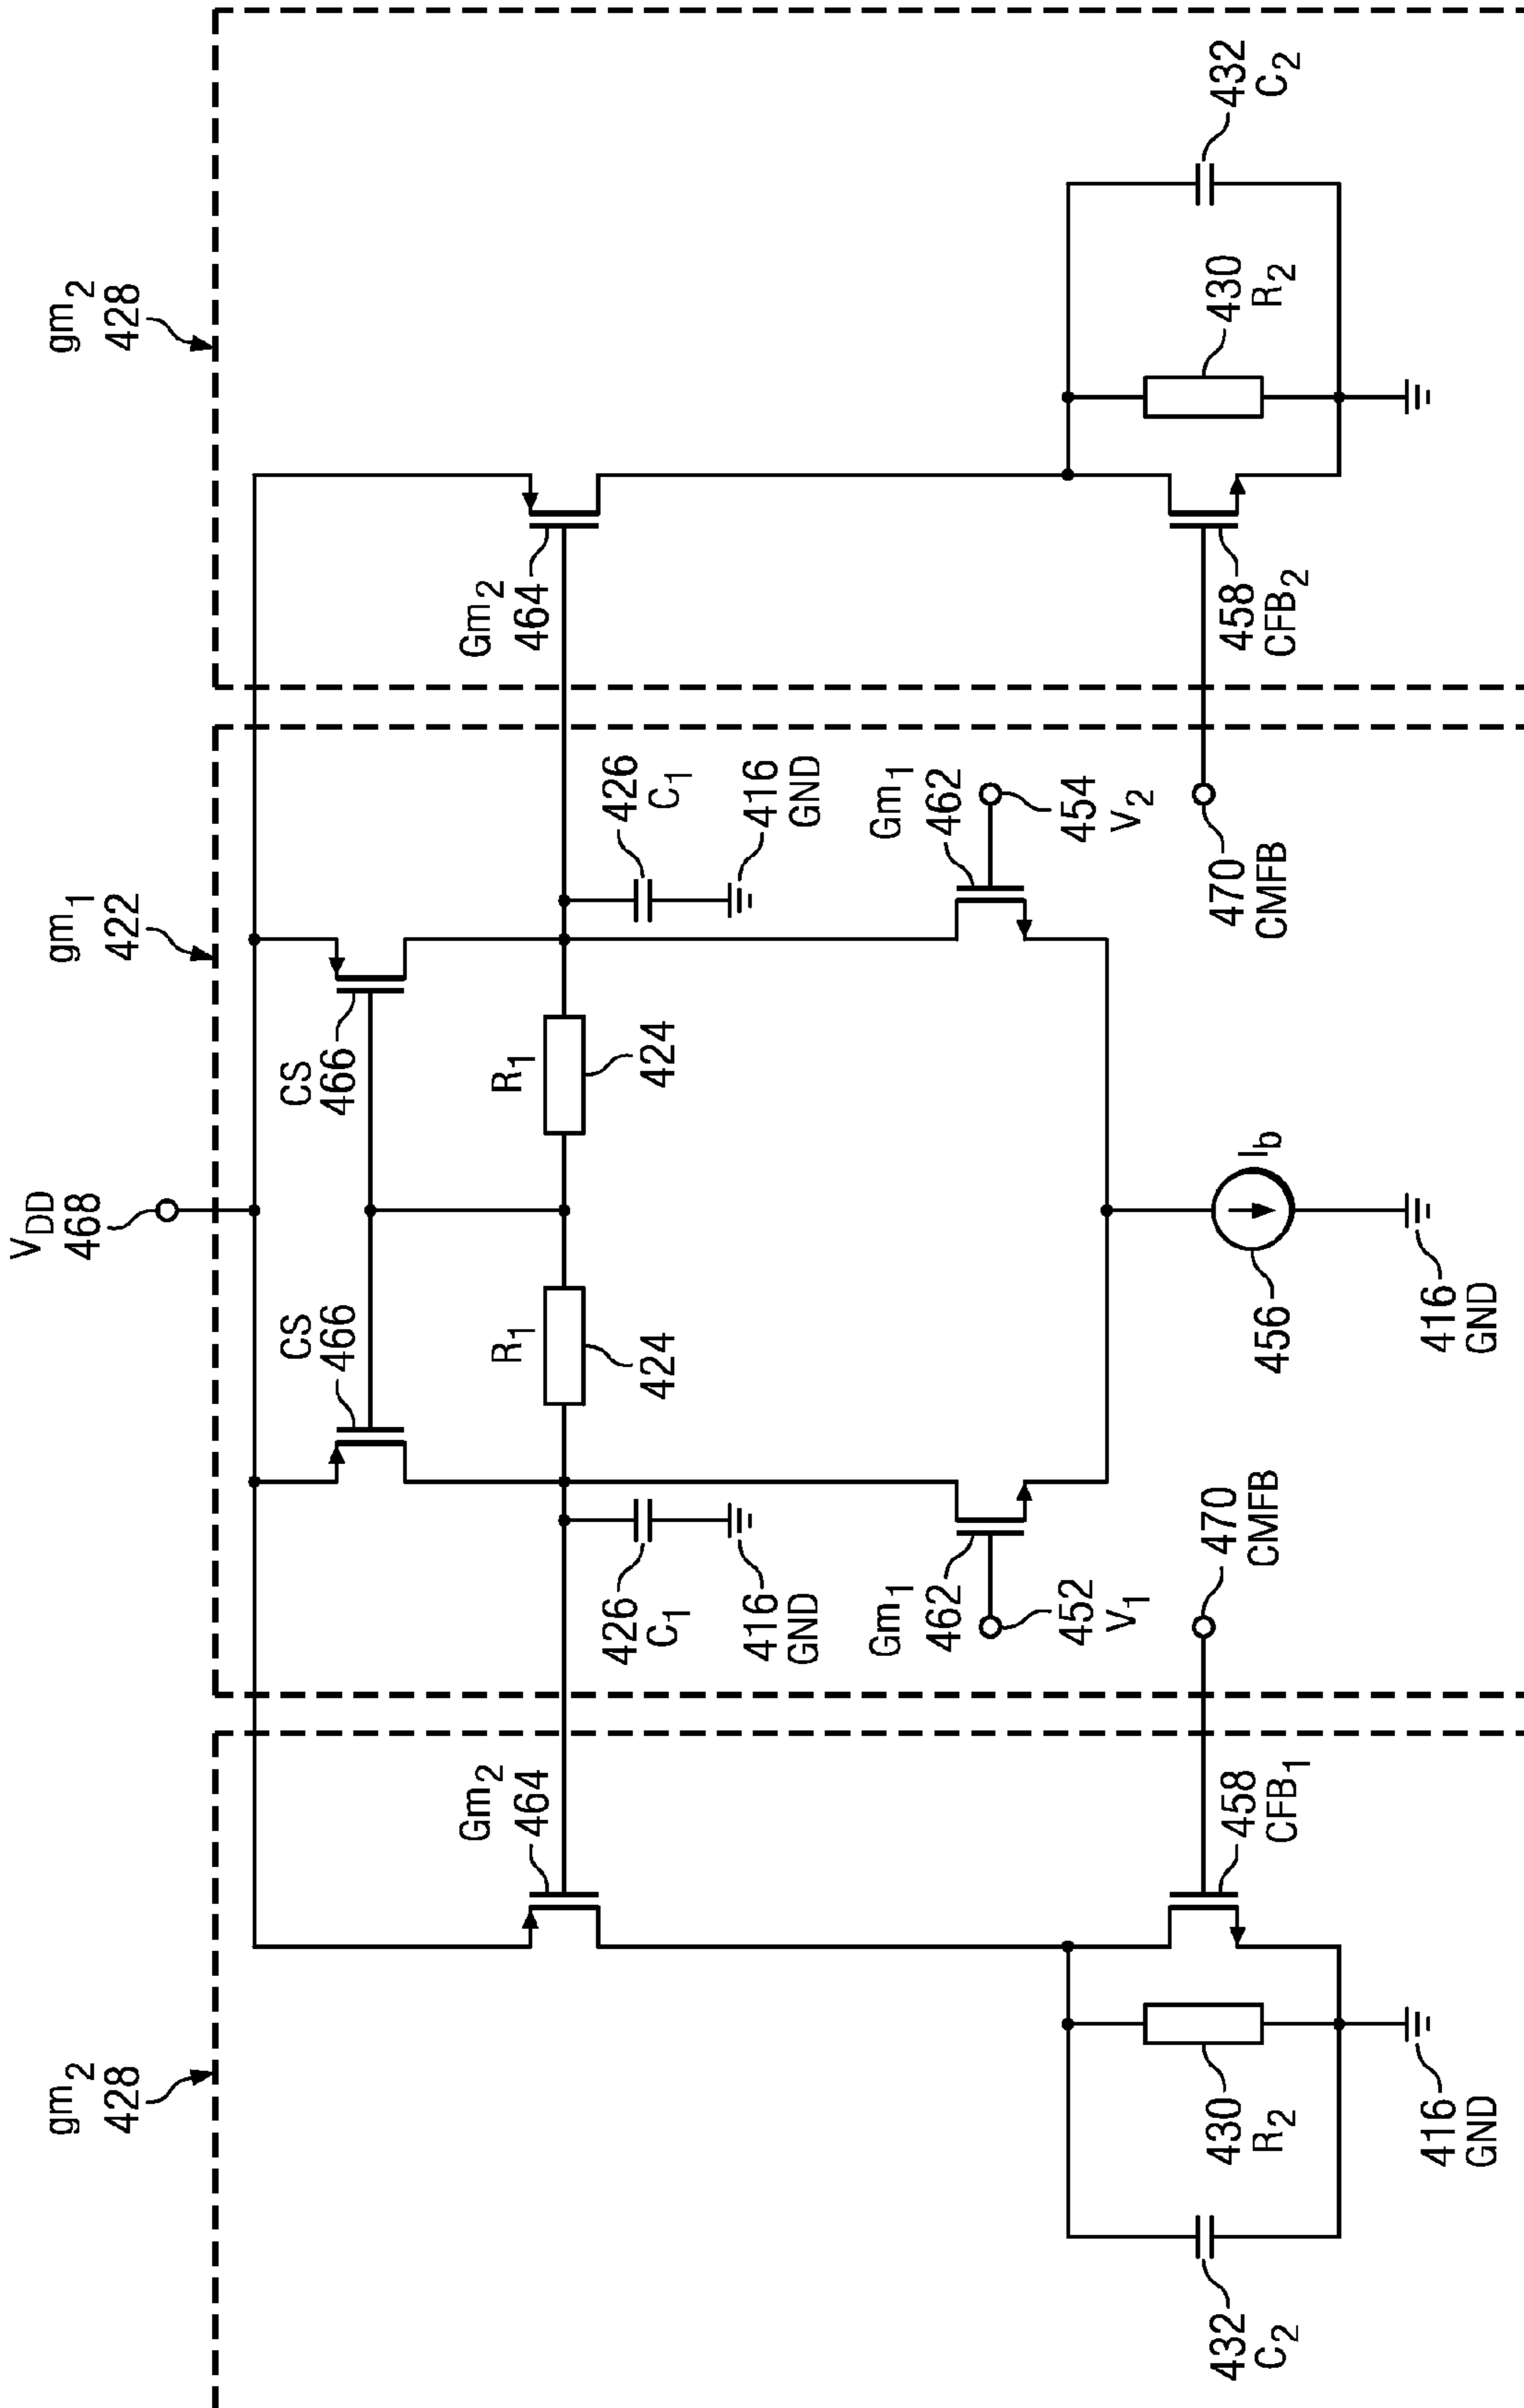 V_DD
468
gm₂
428
gm₁
422
gm₂
428
CS
466
CS
466
Gm₂
464
R₁
424
R₁
424
Gm₂
464
426
C₁
416
GND
426
C₁
416
GND
Gm₁
462
452
V₁
Gm₁
462
454
V₂
432
C₂
430
R₂
458
CFB₁
470
CMFB
456
I_b
470
CMFB
458
CFB₂
430
R₂
432
C₂
416
GND
416
GND